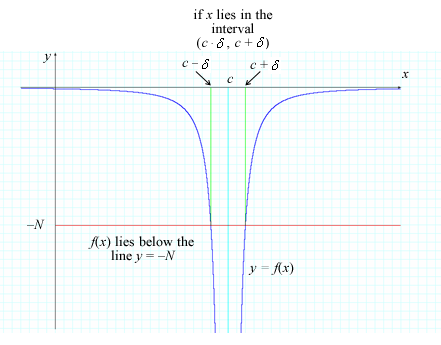 if x lies in the
interval
(c - δ, c + δ)
y
c – δ
c + δ
c
x
–N
f(x) lies below the
line y = –N
y = f(x)